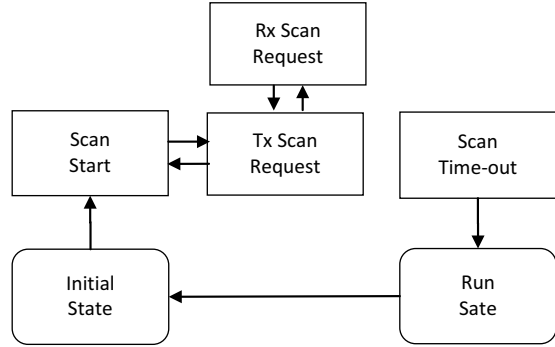 Rx Scan
Request
Scan
Start
Tx Scan
Request
Scan
Time-out
Initial
State
Run
Sate